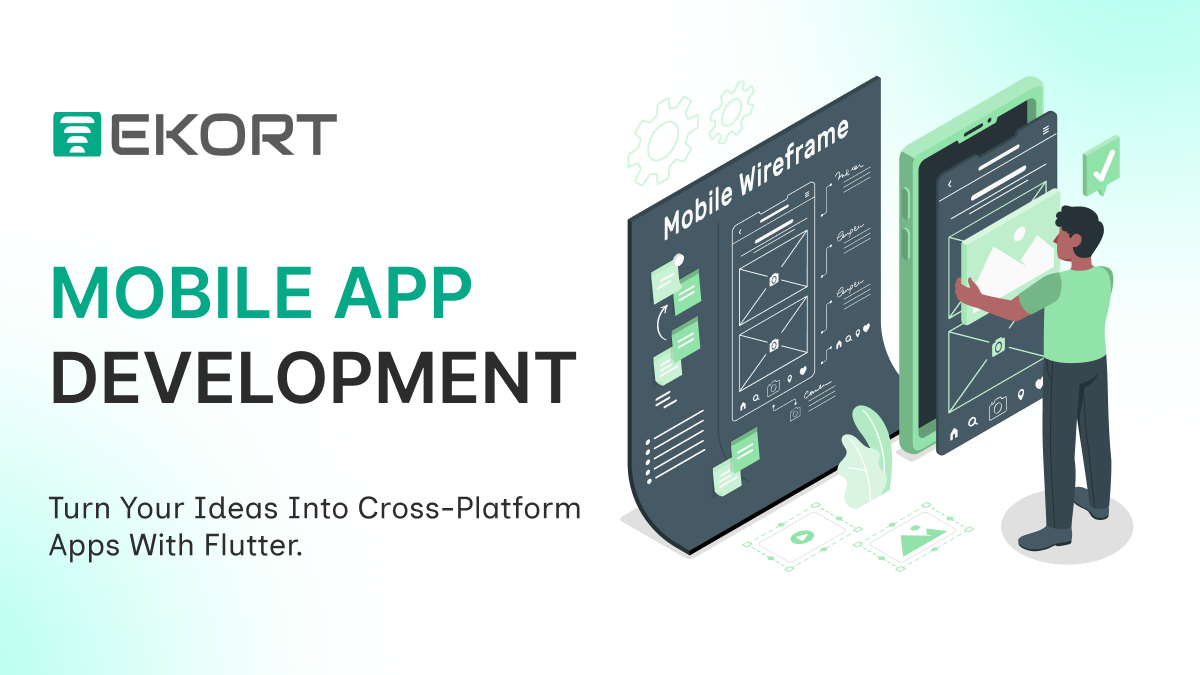 EKORT
MOBILE APP
DEVELOPMENT
Turn Your Ideas Into Cross-Platform
Apps With Flutter.
Mobile Wireframe